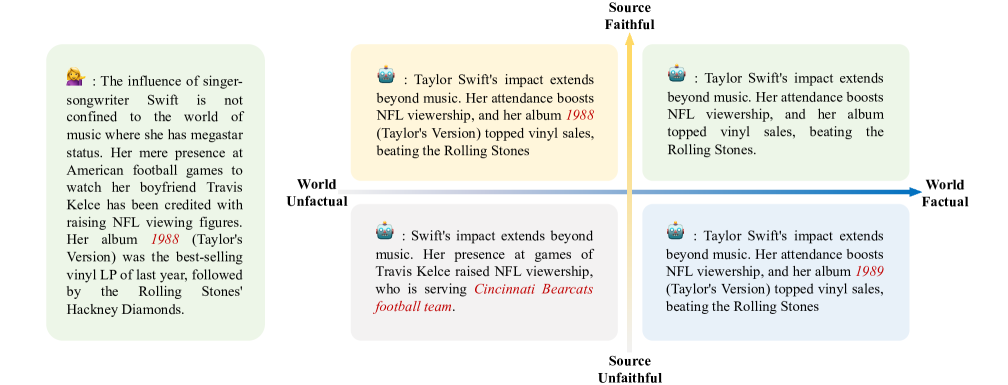 Source
Faithful
: The influence of singer-
songwriter Swift is not
confined to the world of
music where she has megastar
status. Her mere presence at
American football games to
watch her boyfriend Travis
Kelce has been credited with
raising NFL viewing figures.
Her album 1988 (Taylor's
Version) was the best-selling
vinyl LP of last year, followed
by the Rolling Stones'
Hackney Diamonds.
: Taylor Swift's impact extends
beyond music. Her attendance boosts
NFL viewership, and her album 1988
(Taylor's Version) topped vinyl sales,
beating the Rolling Stones
: Taylor Swift's impact extends
beyond music. Her attendance boosts
NFL viewership, and her album
topped vinyl sales, beating the
Rolling Stones.
World
Unfactual
World
Factual
: Swift's impact extends beyond
music. Her presence at games of
Travis Kelce raised NFL viewership,
who is serving Cincinnati Bearcats
football team.
: Taylor Swift's impact extends
beyond music. Her attendance boosts
NFL viewership, and her album 1989
(Taylor's Version) topped vinyl sales,
beating the Rolling Stones
Source
Unfaithful